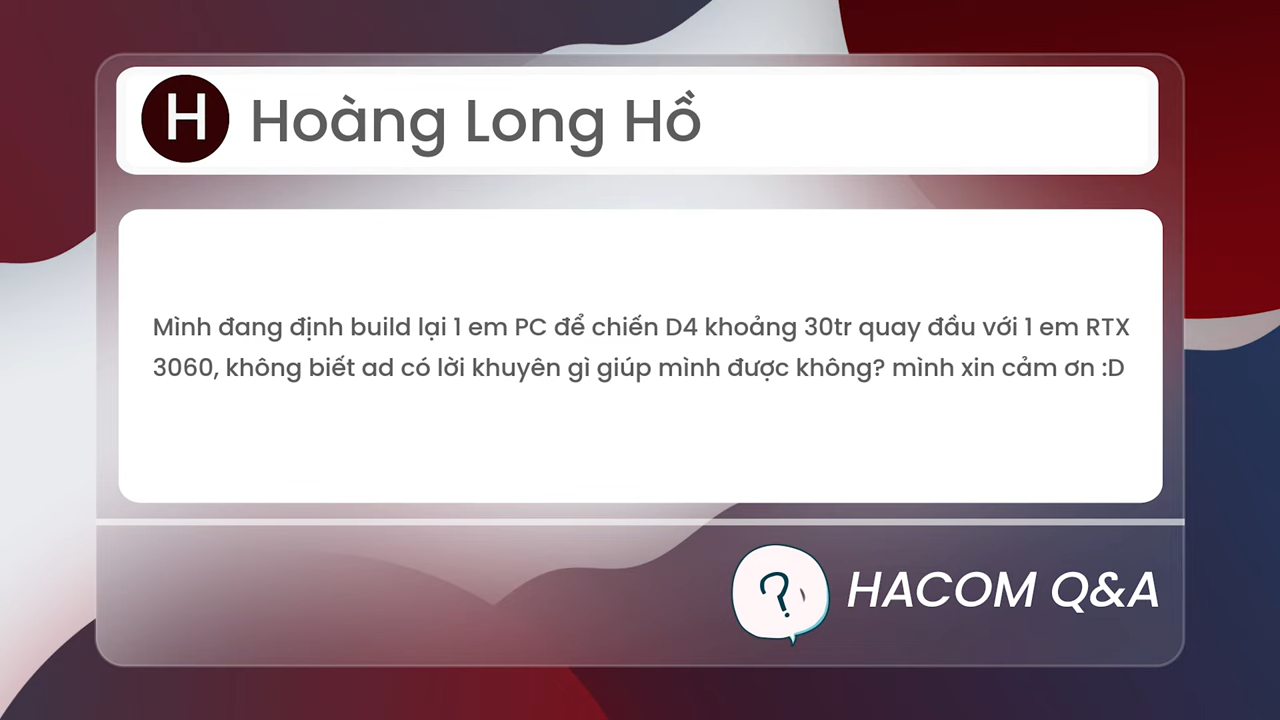 H
Hoàng Long Hồ
Mình đang định build lại 1 em PC để chiến D4 khoảng 30tr quay đầu với 1 em RTX
3060, không biết ad có lời khuyên gì giúp mình được không? mình xin cảm ơn :D
?
HACOM Q&A